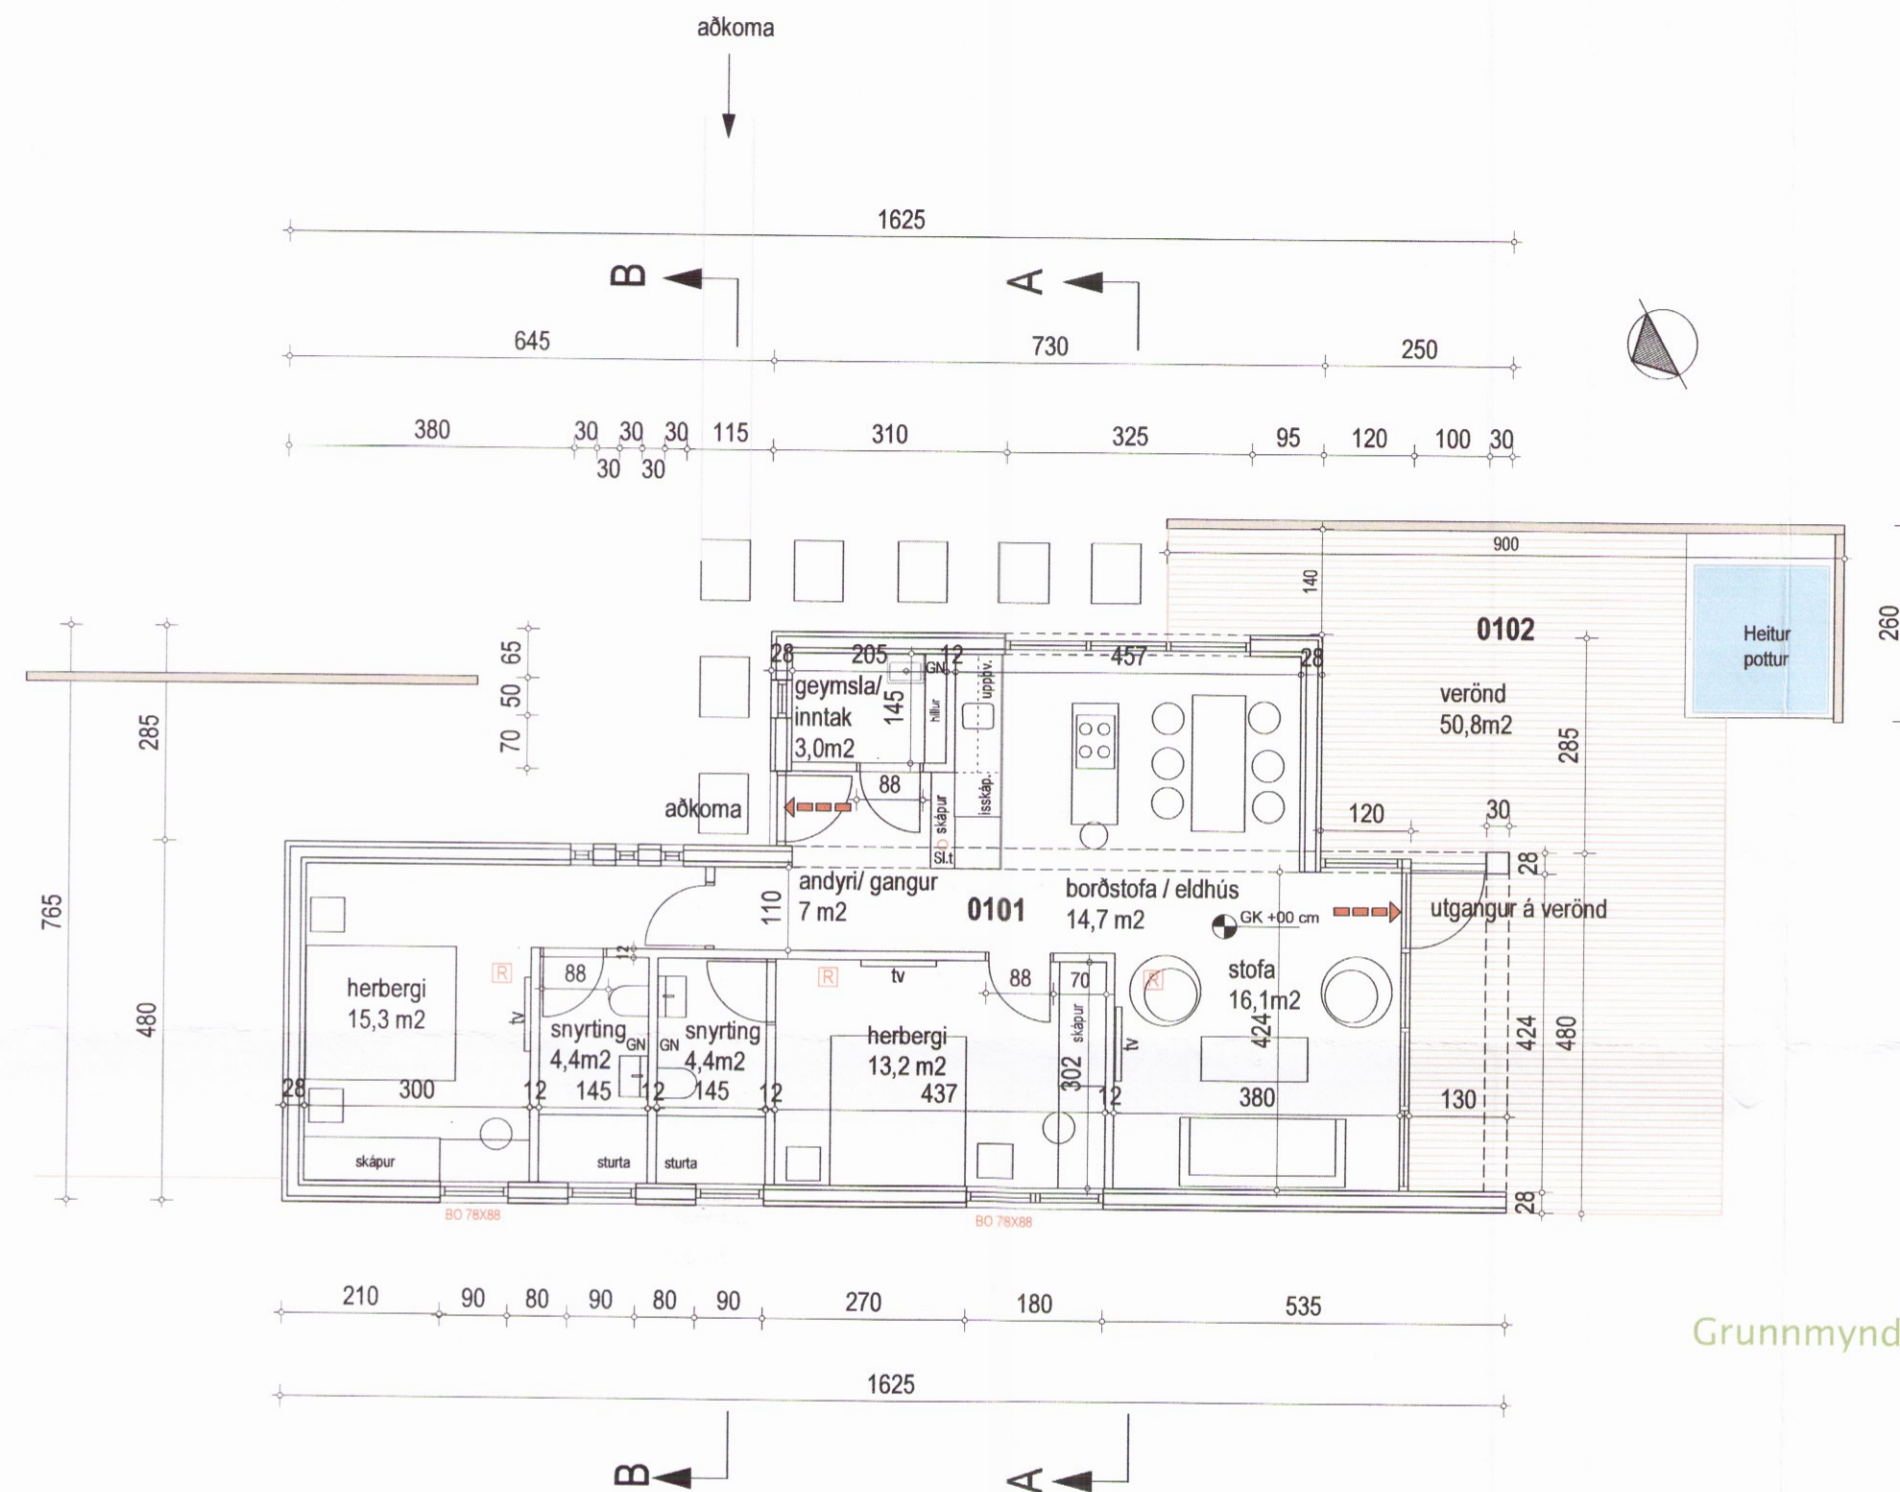 aðkoma
1625
B
A
645
730
250
380
30
30
30
30
30
115
310
325
95
120
100
30
900
140
0102
260
Heitur
pottur
verönd
50,8m2
285
65
50
70
28
205
GN
12
457
28
uppþv.
geymsla/
inntak
3,0m2
145
hillur
ísskáp.
88
skápur
Sl.t
aðkoma
285
120
30
28
765
480
110
andyri/ gangur
7 m2
0101
borðstofa / eldhús
14,7 m2
GK +00 cm
utgangur á verönd
12
R
88
herbergi
15,3 m2
tv
snyrting
4,4m2
GN
GN
snyrting
4,4m2
R
tv
88
70
R
stofa
16,1m2
424
herbergi
13,2 m2
skápur
302
tv
424
480
28
300
12
145
12
145
12
437
12
380
130
skápur
sturta
sturta
28
BO 78X88
BO 78X88
210
90
80
90
80
90
270
180
535
Grunnmynd
1625
B
A